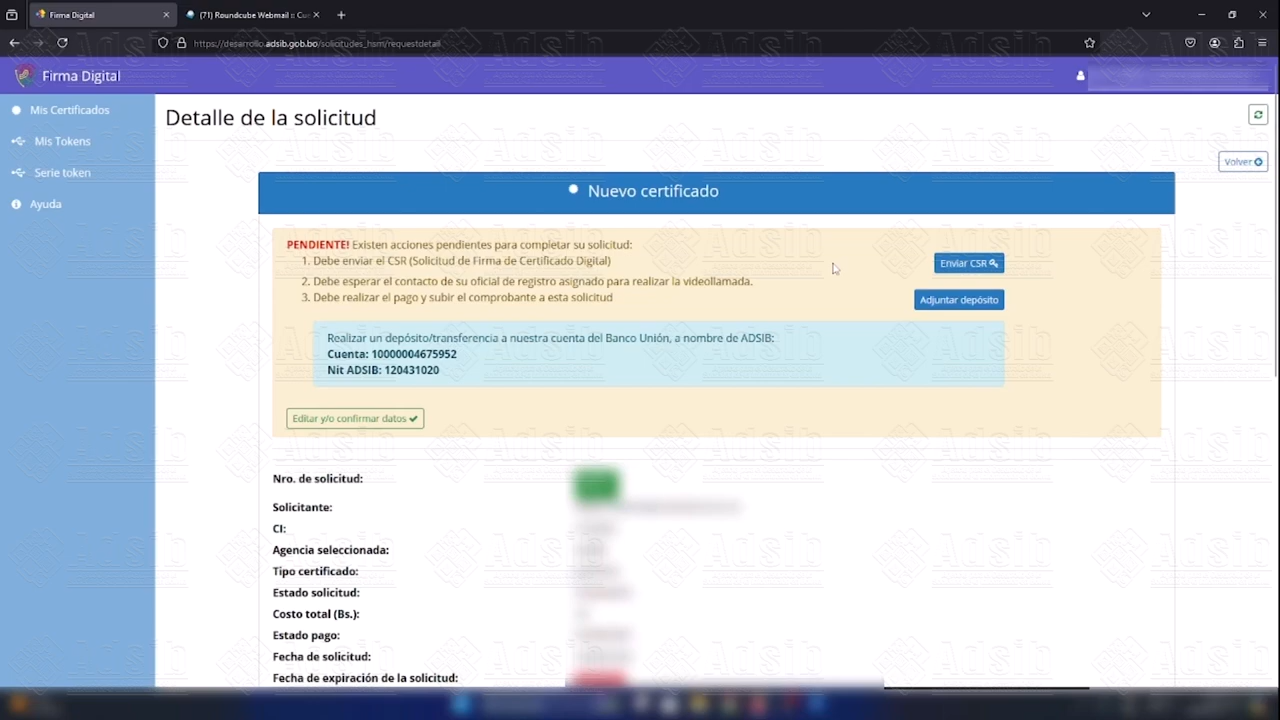 Firma Digital
(71) Roundcube Webmail :: Cue
https://desarrollo.adsib.gob.bo/solicitudes_hsm/requestdetail
Firma Digital
Mis Certificados
Mis Tokens
Serie token
Ayuda
Detalle de la solicitud
Volver
Nuevo certificado
PENDIENTE! Existen acciones pendientes para completar su solicitud:
1. Debe enviar el CSR (Solicitud de Firma de Certificado Digital)
Enviar CSR
2. Debe esperar el contacto de su oficial de registro asignado para realizar la videollamada.
3. Debe realizar el pago y subir el comprobante a esta solicitud
Adjuntar depósito
Realizar un depósito/transferencia a nuestra cuenta del Banco Unión, a nombre de ADSIB:
Cuenta: 10000004675952
Nit ADSIB: 120431020
Editar y/o confirmar datos
Nro. de solicitud:
Solicitante:
CI:
Agencia seleccionada:
Tipo certificado:
Estado solicitud:
Costo total (Bs.):
Estado pago:
Fecha de solicitud:
Fecha de expiración de la solicitud:
Adsib